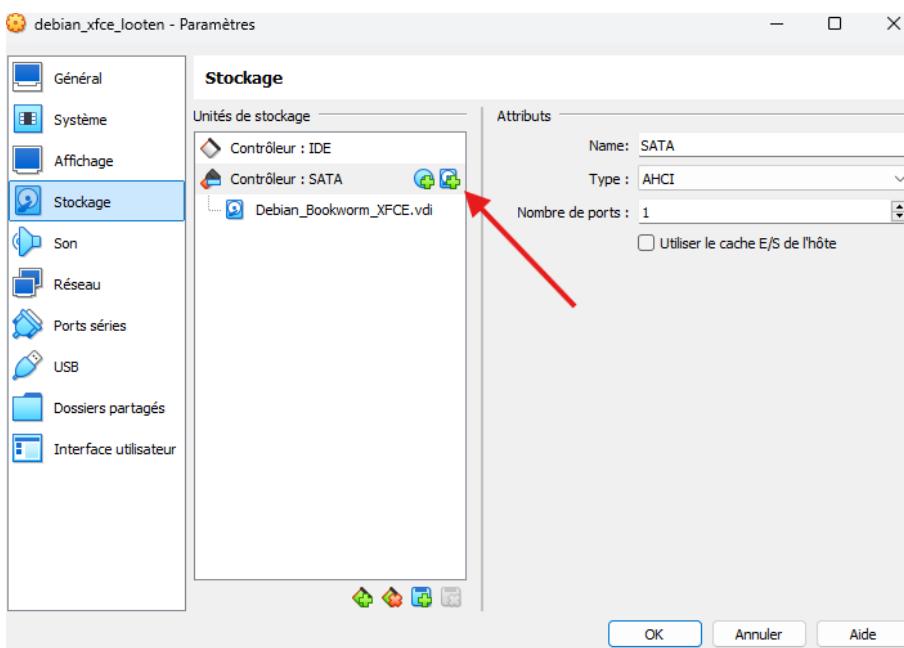 debian_xfce_looten - Paramètres
Général
Système
Affichage
Stockage
Son
Réseau
Ports séries
USB
Dossiers partagés
Interface utilisateur
Stockage
Unités de stockage
Contrôleur : IDE
Contrôleur : SATA
Debian_Bookworm_XFCE.vdi
Attributs
Name: SATA
Type : AHCI
Nombre de ports : 1
Utiliser le cache E/S de l'hôte
OK Annuler Aide